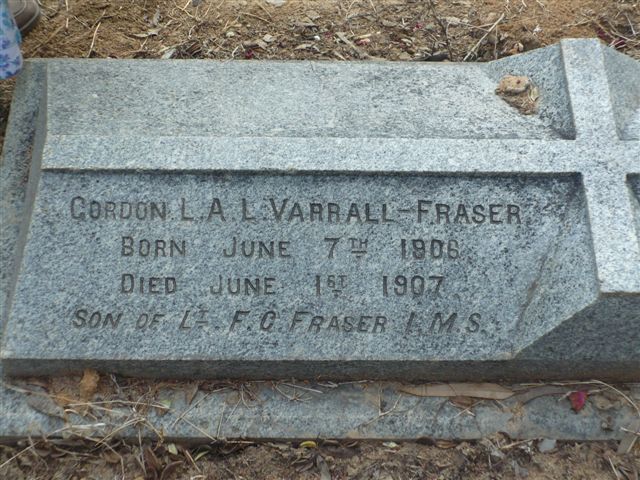 GORDON L. A. L. VARRALL-FRASER
BORN JUNE 7TH 1906
DIED JUNE 1ST 1907
SON OF LT. F. C. FRASER I.M.S.